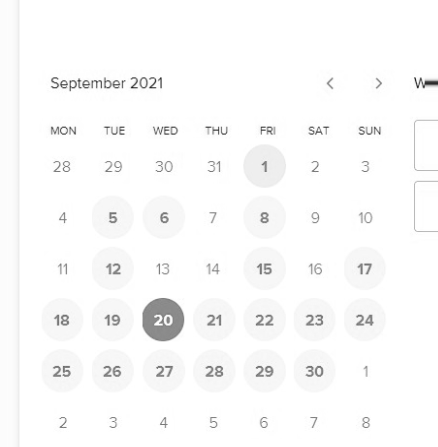 September 2021
W
MON TUE WED THU FRI SAT SUN
28 29 30 31 1 2 3
4 5 6 7 8 9 10
11 12 13 14 15 16 17
18 19 20 21 22 23 24
25 26 27 28 29 30 1
2 3 4 5 6 7 8